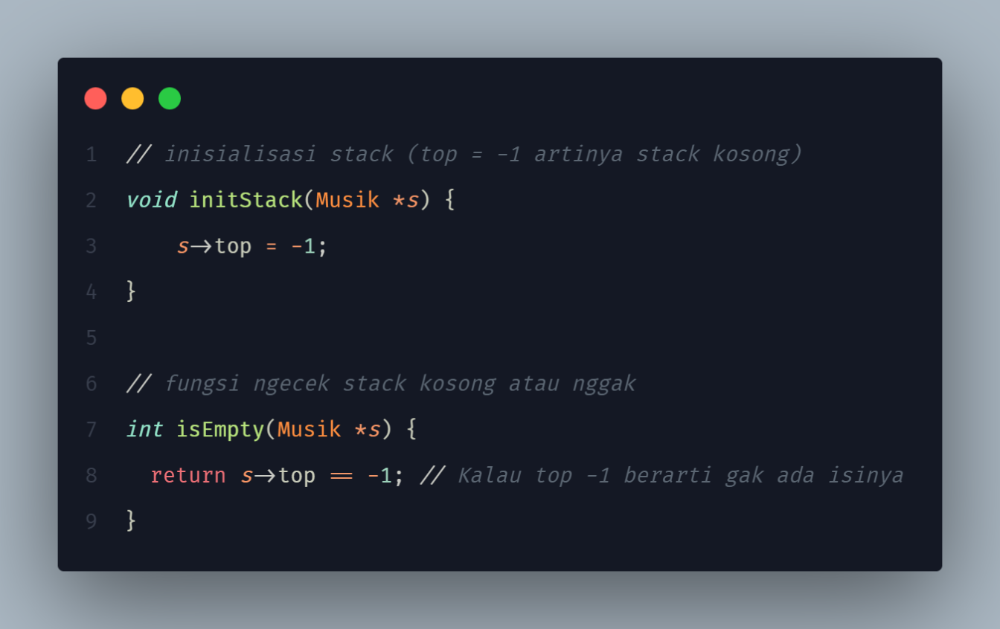 1 // inisialisasi stack (top = -1 artinya stack kosong)
2 void initStack(Musik *s) {
3     s->top = -1;
4 }
5
6 // fungsi ngecek stack kosong atau nggak
7 int isEmpty(Musik *s) {
8   return s->top == -1; // Kalau top -1 berarti gak ada isinya
9 }